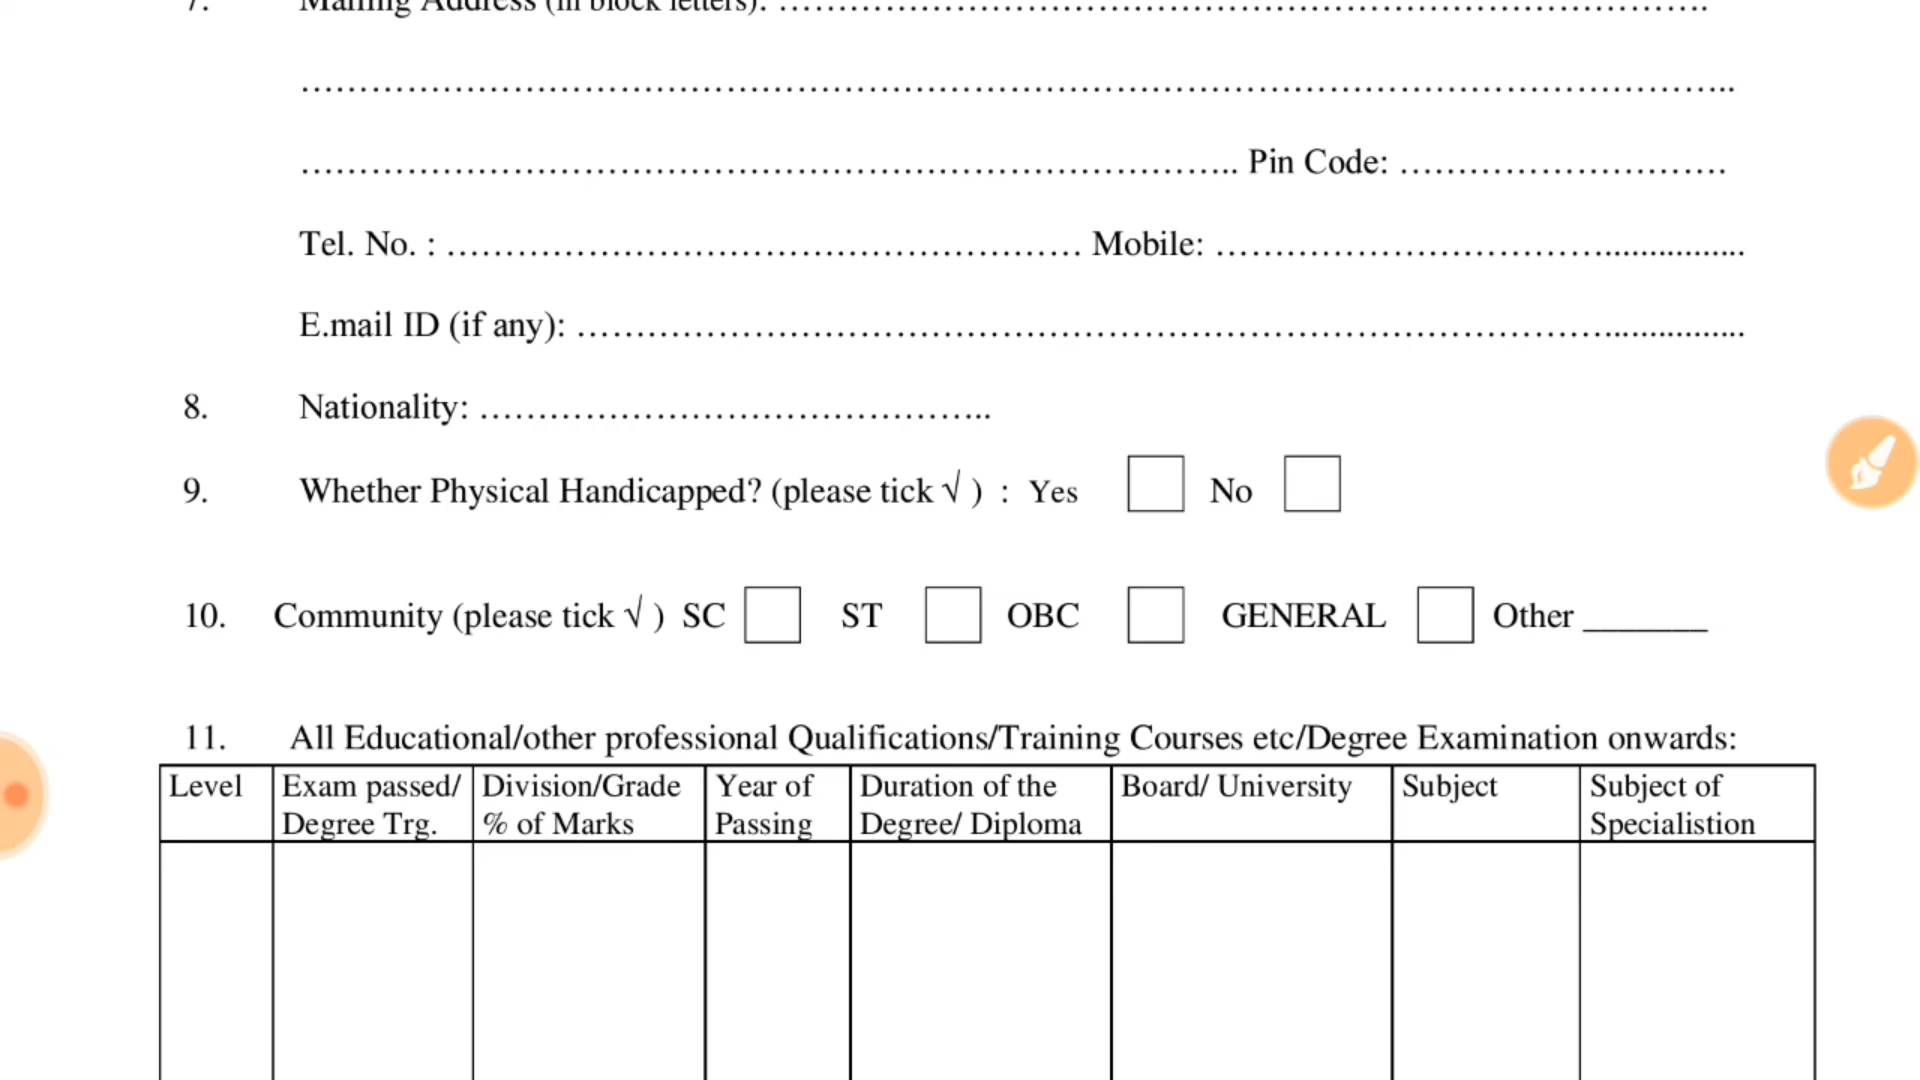 7. Mailing Address (in block letters): ……………………………………………………………………………….
…………………………………………………………………………………………………………………………..
……………………………………………………………………………….. Pin Code: ………………………….
Tel. No. : ……………………………………………………… Mobile: ………………………………................
E.mail ID (if any): …………………………………………………………………………………………...............
8. Nationality: …………………………………………..
9. Whether Physical Handicapped? (please tick √ ) : Yes No
10. Community (please tick √ ) SC ST OBC GENERAL Other _______
11. All Educational/other professional Qualifications/Training Courses etc/Degree Examination onwards:
Level Exam passed/ Division/Grade Year of Duration of the Board/ University Subject Subject of
Degree Trg. % of Marks Passing Degree/ Diploma Specialistion